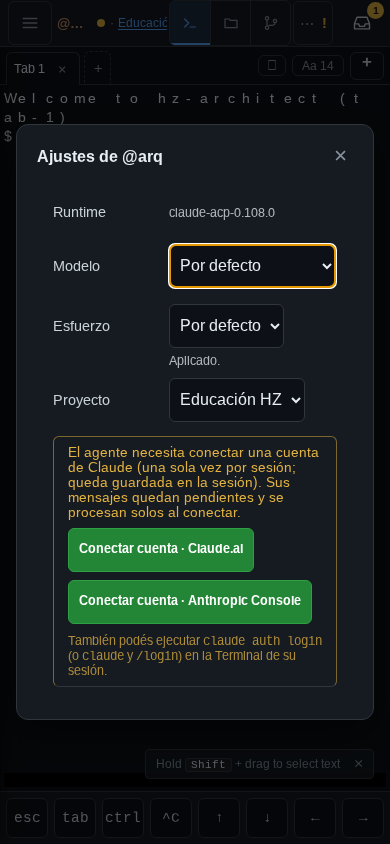 @... · Educació ... ! 1
Tab 1 × + Aa 14 +
Welcome to hz-architect (t
ab-1)
$
Ajustes de @arq ×
Runtime claude-acp-0.108.0
Modelo Por defecto
Esfuerzo Por defecto
Aplicado.
Proyecto Educación HZ
El agente necesita conectar una cuenta
de Claude (una sola vez por sesión;
queda guardada en la sesión). Sus
mensajes quedan pendientes y se
procesan solos al conectar.
Conectar cuenta · Claude.ai
Conectar cuenta · Anthropic Console
También podés ejecutar claude auth login
(o claude y /login) en la Terminal de su
sesión.
Hold Shift + drag to select text ×
esc tab ctrl ^C ↑ ↓ ← →